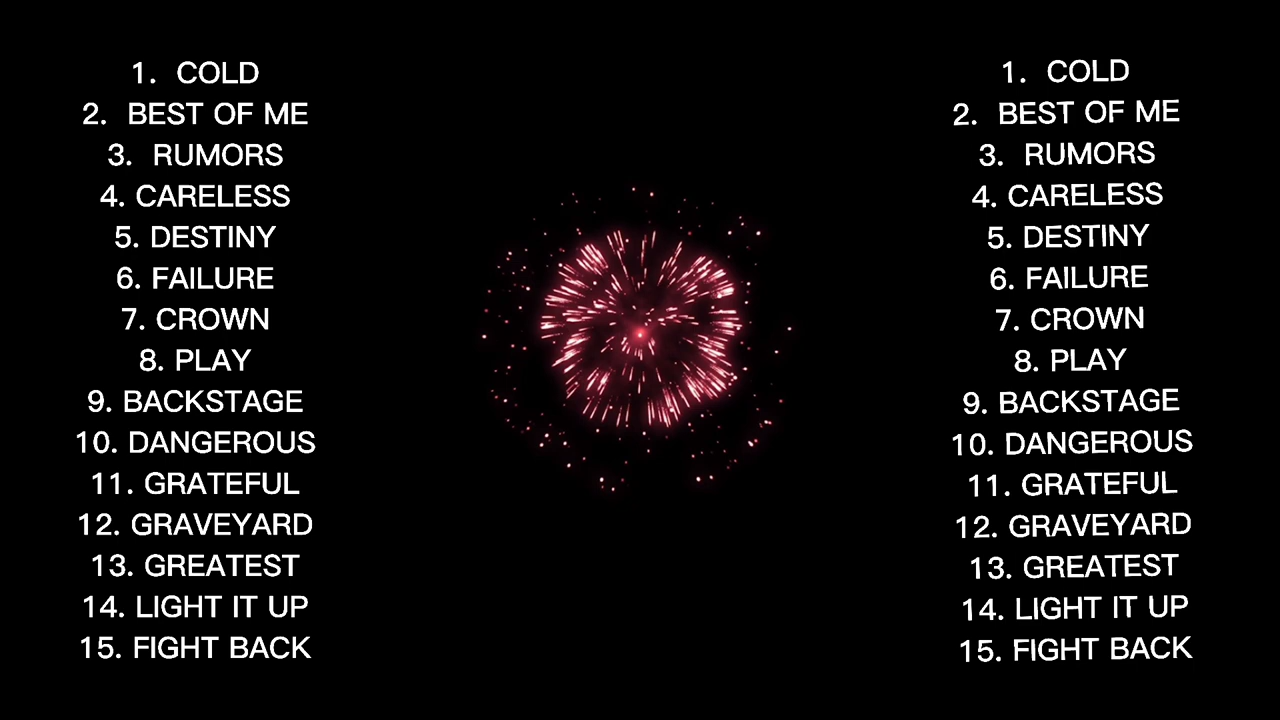 1. COLD
2. BEST OF ME
3. RUMORS
4. CARELESS
5. DESTINY
6. FAILURE
7. CROWN
8. PLAY
9. BACKSTAGE
10. DANGEROUS
11. GRATEFUL
12. GRAVEYARD
13. GREATEST
14. LIGHT IT UP
15. FIGHT BACK
1. COLD
2. BEST OF ME
3. RUMORS
4. CARELESS
5. DESTINY
6. FAILURE
7. CROWN
8. PLAY
9. BACKSTAGE
10. DANGEROUS
11. GRATEFUL
12. GRAVEYARD
13. GREATEST
14. LIGHT IT UP
15. FIGHT BACK